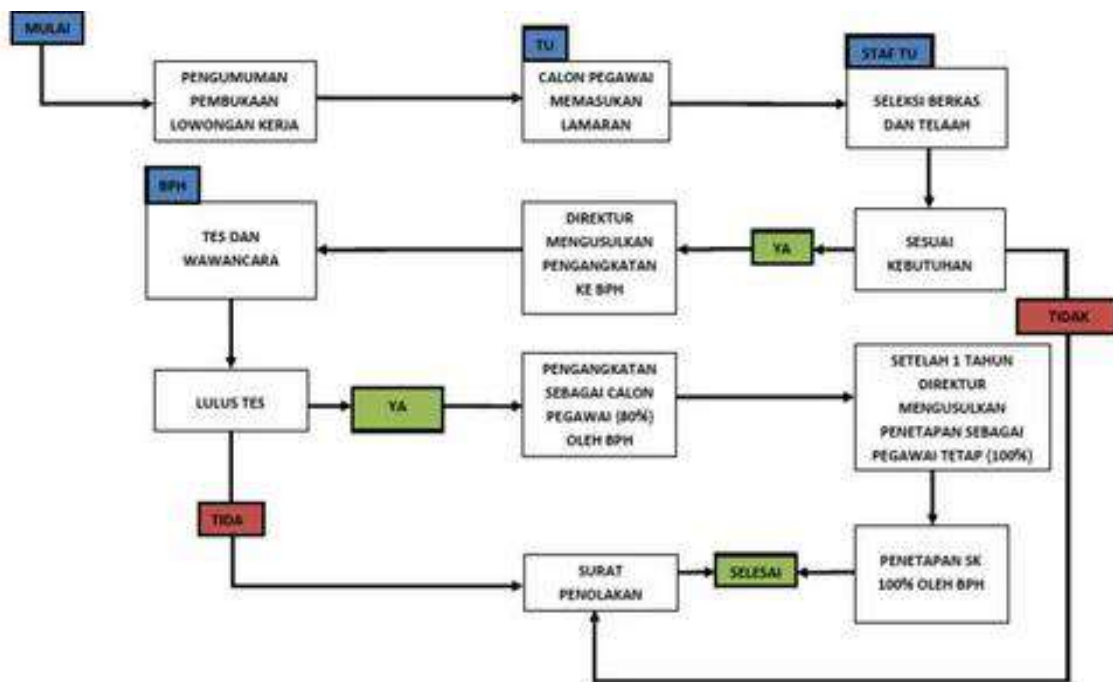 MULAI
PENGUMUMAN
PEMBUKAAN
LOWONGAN KERJA
TU
CALON PEGAWAI
MEMASUKAN
LAMARAN
STAF TU
SELEKSI BERKAS
DAN TELAAH
BPH
TES DAN
WAWANCARA
DIREKTUR
MENGUSULKAN
PENGANGKATAN
KE BPH
YA
SESUAI
KEBUTUHAN
TIDAK
LULUS TES
YA
PENGANGKATAN
SEBAGAI CALON
PEGAWAI (80%)
OLEH BPH
SETELAH 1 TAHUN
DIREKTUR
MENGUSULKAN
PENETAPAN SEBAGAI
PEGAWAI TETAP (100%)
TIDA
SURAT
PENOLAKAN
SELESAI
PENETAPAN SK
100% OLEH BPH